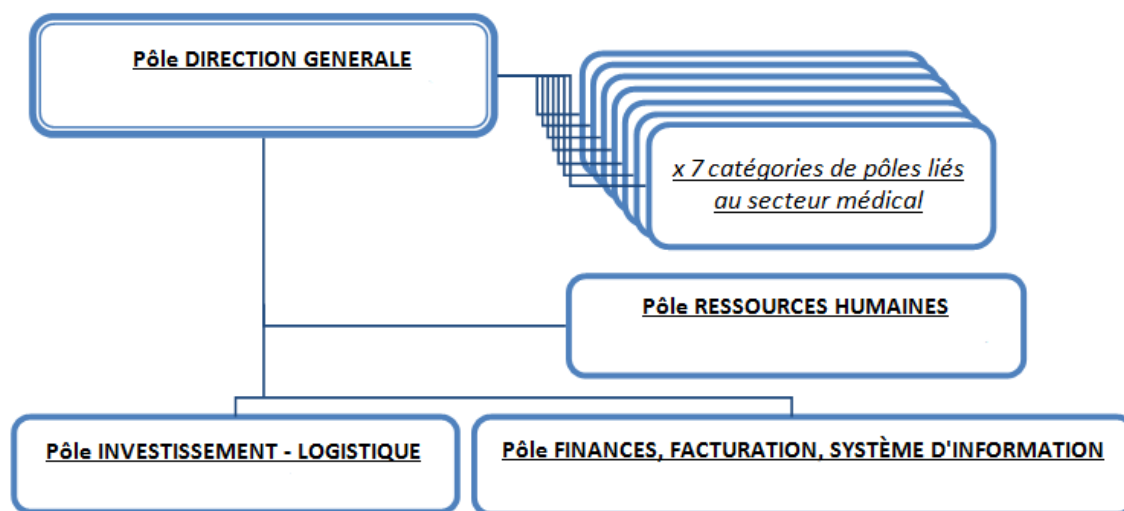 Pôle DIRECTION GENERALE
x 7 catégories de pôles liés
au secteur médical
Pôle RESSOURCES HUMAINES
Pôle INVESTISSEMENT - LOGISTIQUE
Pôle FINANCES, FACTURATION, SYSTÈME D'INFORMATION